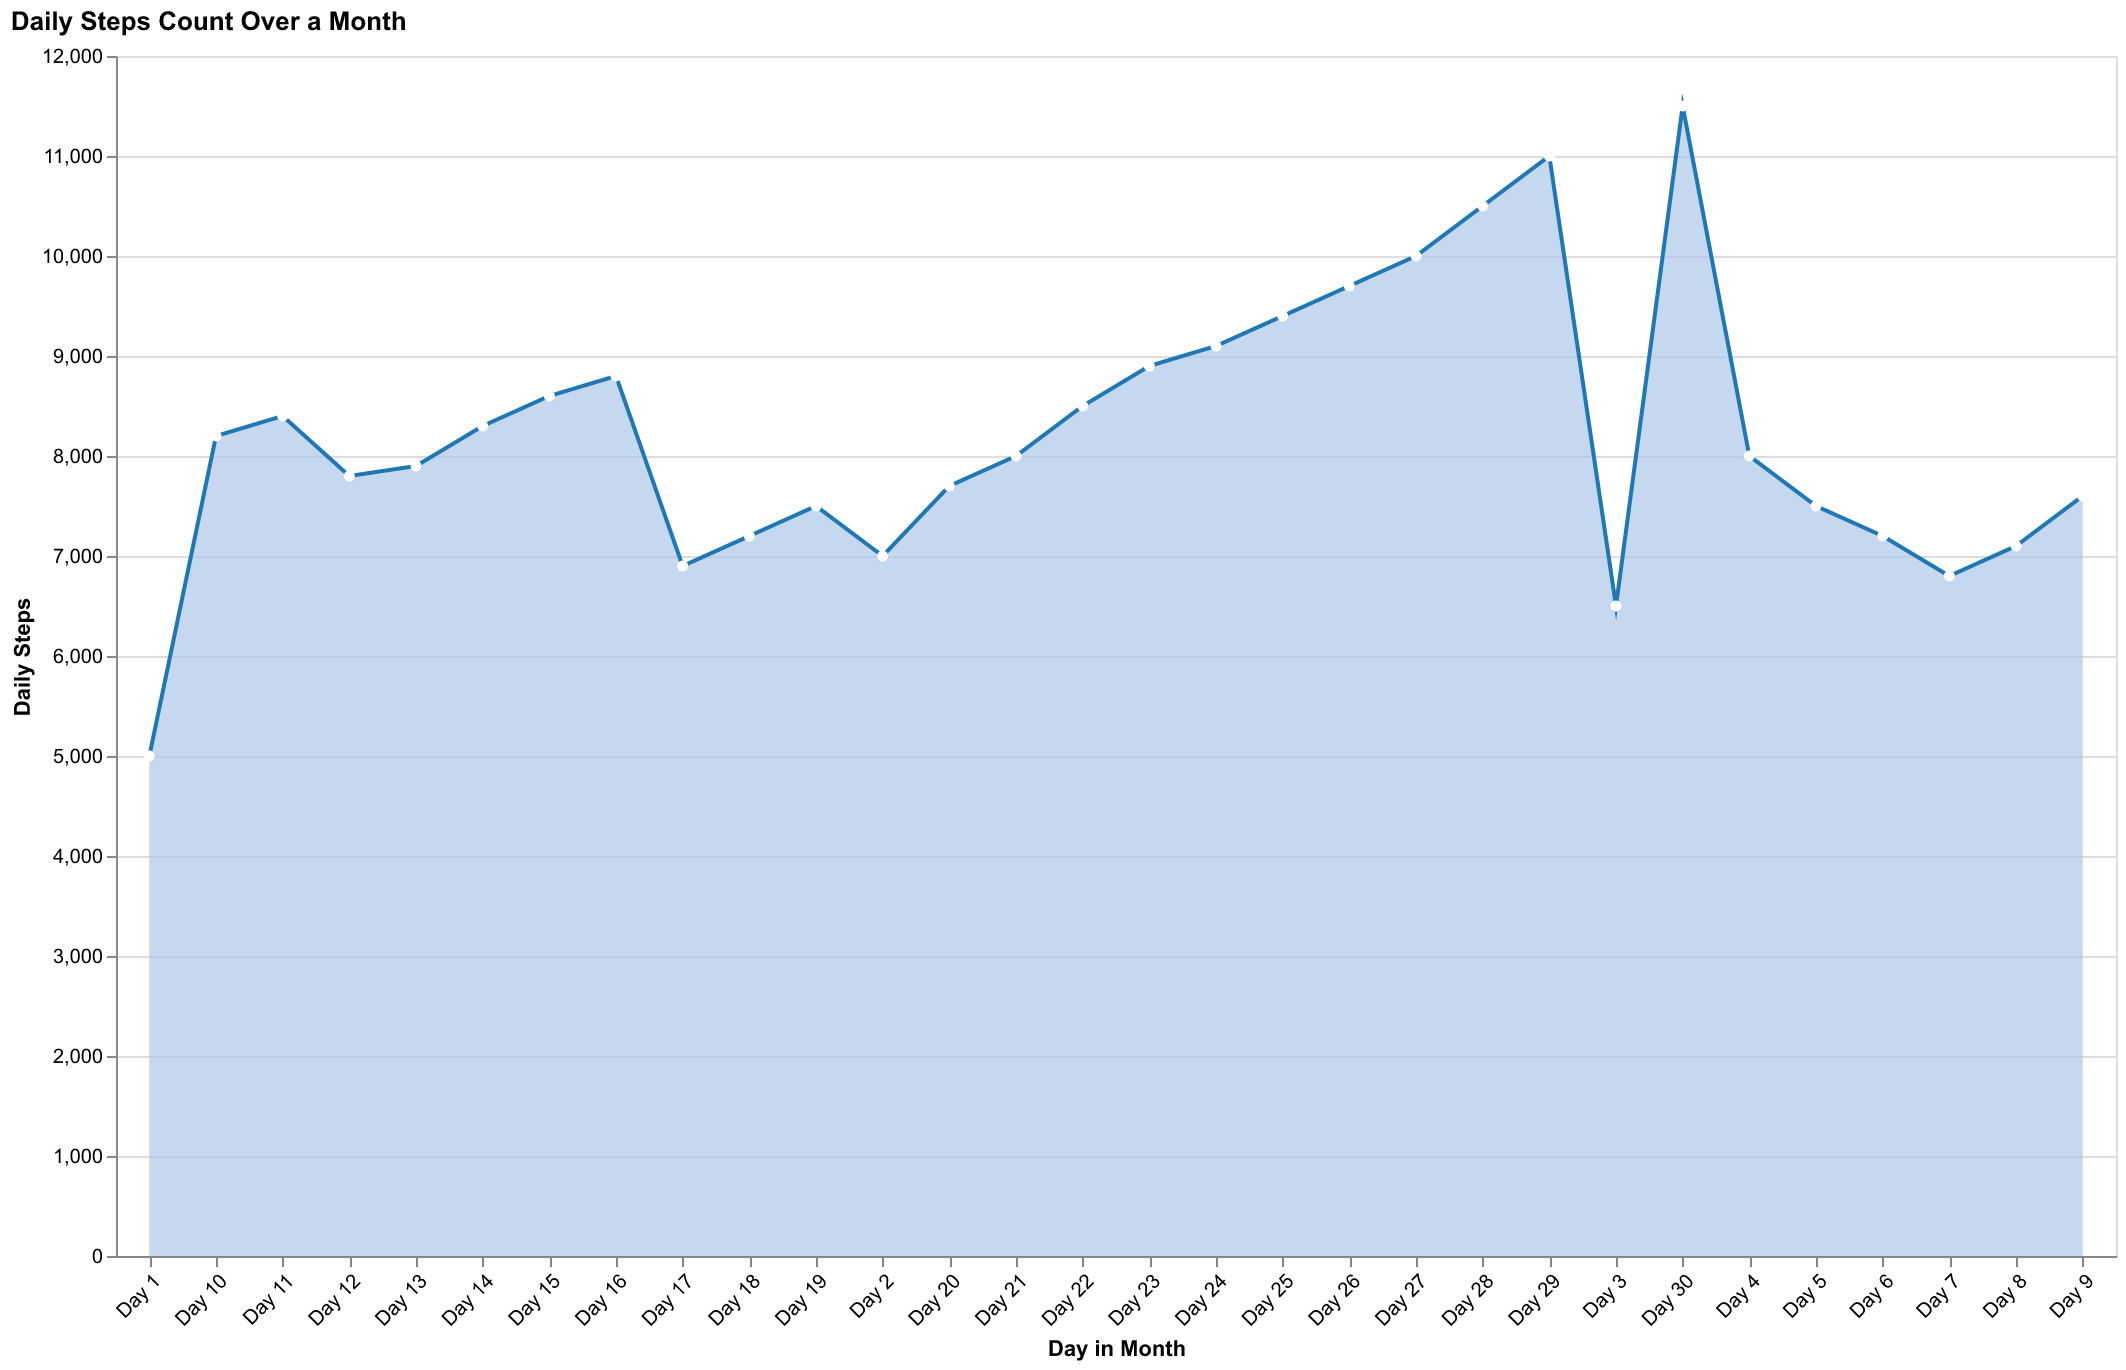 Daily Steps Count Over a Month
12,000
11,000
10,000
9,000
8,000
7,000
6,000
5,000
4,000
3,000
2,000
1,000
0
Daily Steps
Day 1
Day 10
Day 11
Day 12
Day 13
Day 14
Day 15
Day 16
Day 17
Day 18
Day 19
Day 2
Day 20
Day 21
Day 22
Day 23
Day 24
Day 25
Day 26
Day 27
Day 28
Day 29
Day 3
Day 30
Day 4
Day 5
Day 6
Day 7
Day 8
Day 9
Day in Month